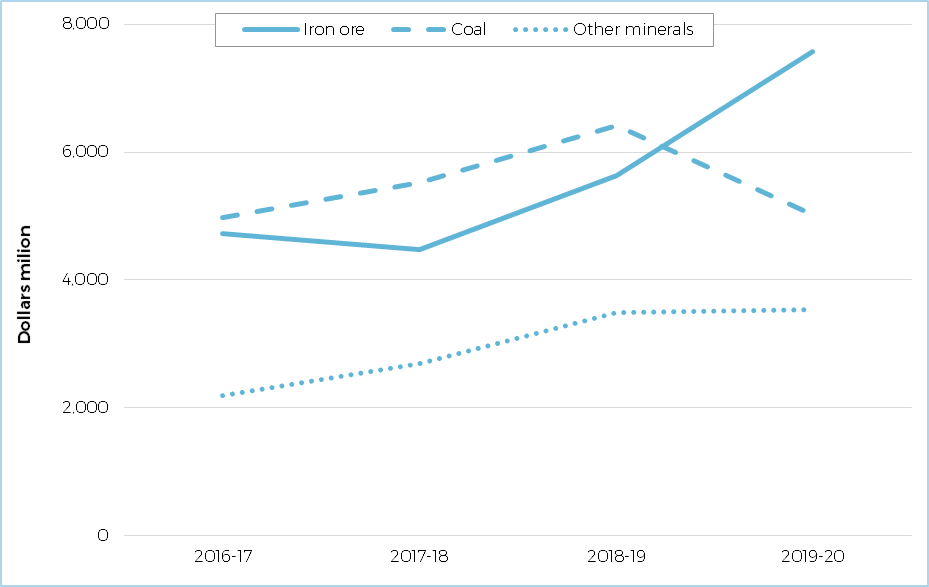 Iron ore Coal Other minerals
8,000
6,000
4,000
2,000
0
Dollars milion
2016-17 2017-18 2018-19 2019-20